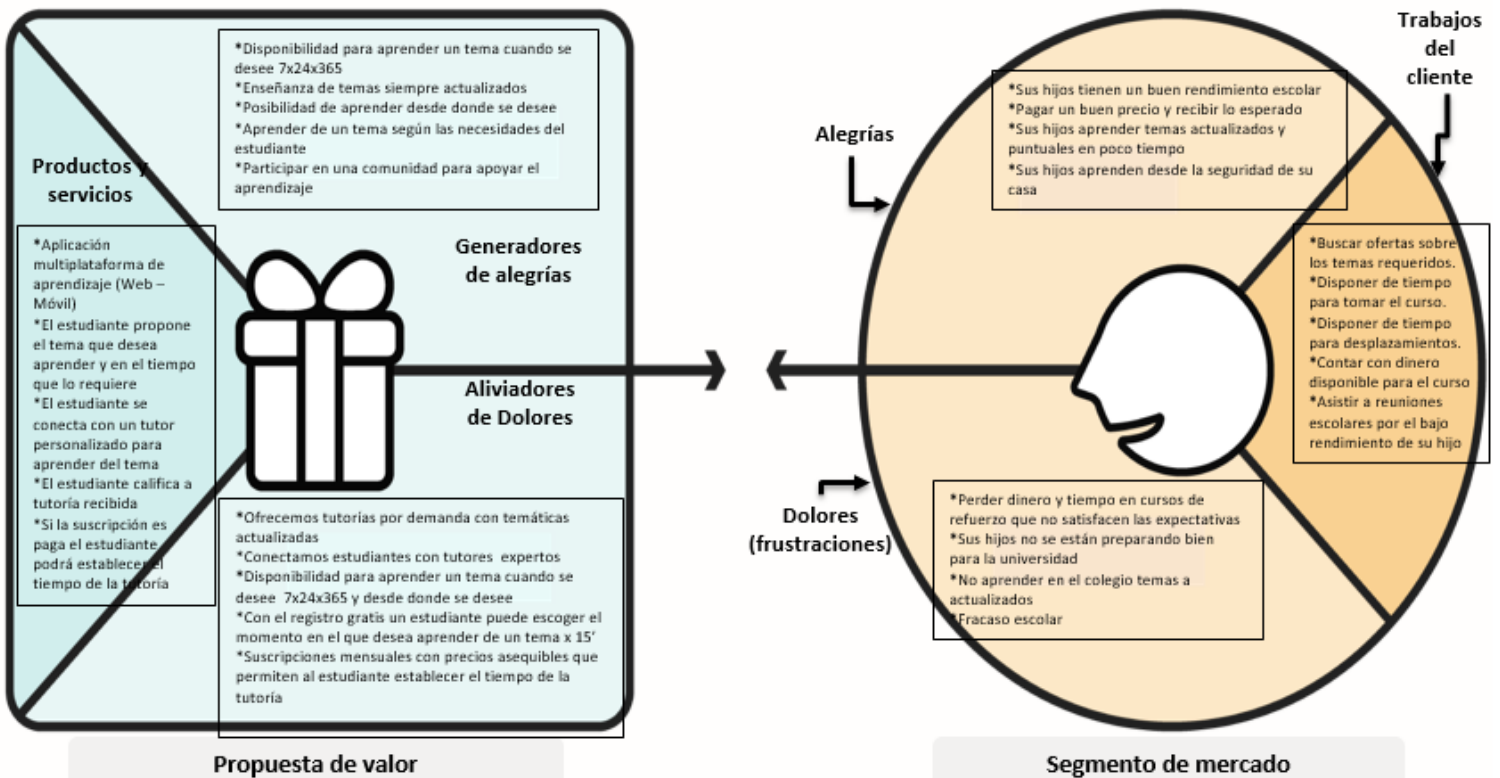 *Disponibilidad para aprender un tema cuando se
desee 7x24x365
*Enseñanza de temas siempre actualizados
*Posibilidad de aprender desde donde se desee
*Aprender de un tema según las necesidades del
estudiante
*Participar en una comunidad para apoyar el
aprendizaje
Productos y
servicios
*Aplicación
multiplataforma de
aprendizaje (Web –
Móvil)
*El estudiante propone
el tema que desea
aprender y en el tiempo
que lo requiere
*El estudiante se
conecta con un tutor
personalizado para
aprender del tema
*El estudiante califica a
tutoría recibida
*Si la suscripción es
paga el estudiante
podrá establecer el
tiempo de la tutoría
Generadores
de alegrías
Aliviadores
de Dolores
*Ofrecemos tutorías por demanda con temáticas
actualizadas
*Conectamos estudiantes con tutores expertos
*Disponibilidad para aprender un tema cuando se
desee 7x24x365 y desde donde se desee
*Con el registro gratis un estudiante puede escoger el
momento en el que desea aprender de un tema x 15’
*Suscripciones mensuales con precios asequibles que
permiten al estudiante establecer el tiempo de la
tutoría
Propuesta de valor
Trabajos
del
cliente
Alegrías
*Sus hijos tienen un buen rendimiento escolar
*Pagar un buen precio y recibir lo esperado
*Sus hijos aprender temas actualizados y
puntuales en poco tiempo
*Sus hijos aprenden desde la seguridad de su
casa
*Buscar ofertas sobre
los temas requeridos.
*Disponer de tiempo
para tomar el curso.
*Disponer de tiempo
para desplazamientos.
*Contar con dinero
disponible para el curso
*Asistir a reuniones
escolares por el bajo
rendimiento de su hijo
Dolores
(frustraciones)
*Perder dinero y tiempo en cursos de
refuerzo que no satisfacen las expectativas
*Sus hijos no se están preparando bien
para la universidad
*No aprender en el colegio temas a
actualizados
*Fracaso escolar
Segmento de mercado